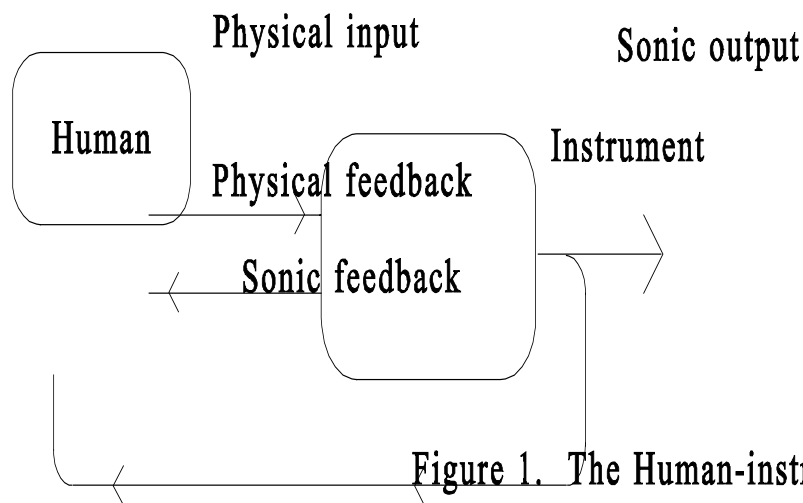 Physical input
Sonic output
Human
Instrument
Physical feedback
Sonic feedback
Figure 1. The Human-instr